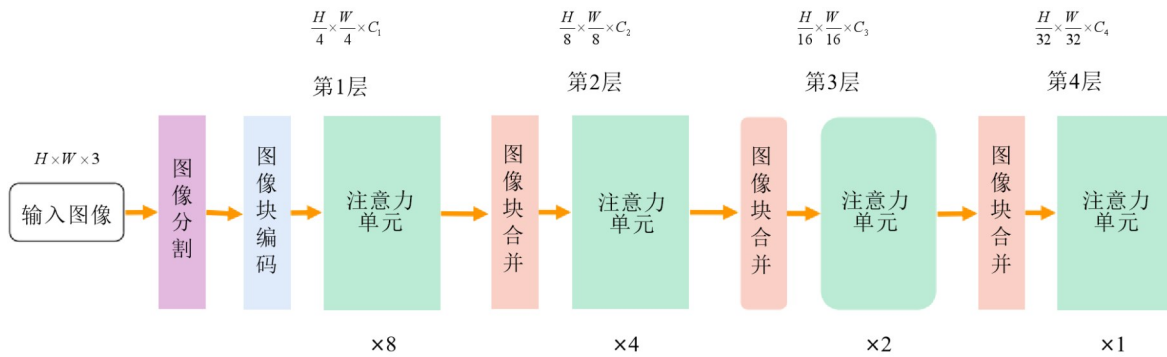 H/4 × W/4 × C₁
H/8 × W/8 × C₂
H/16 × W/16 × C₃
H/32 × W/32 × C₄
第1层
第2层
第3层
第4层
H×W×3
输入图像
图像分割
图像块编码
注意力
单元
图像块合并
注意力
单元
图像块合并
注意力
单元
图像块合并
注意力
单元
×8
×4
×2
×1